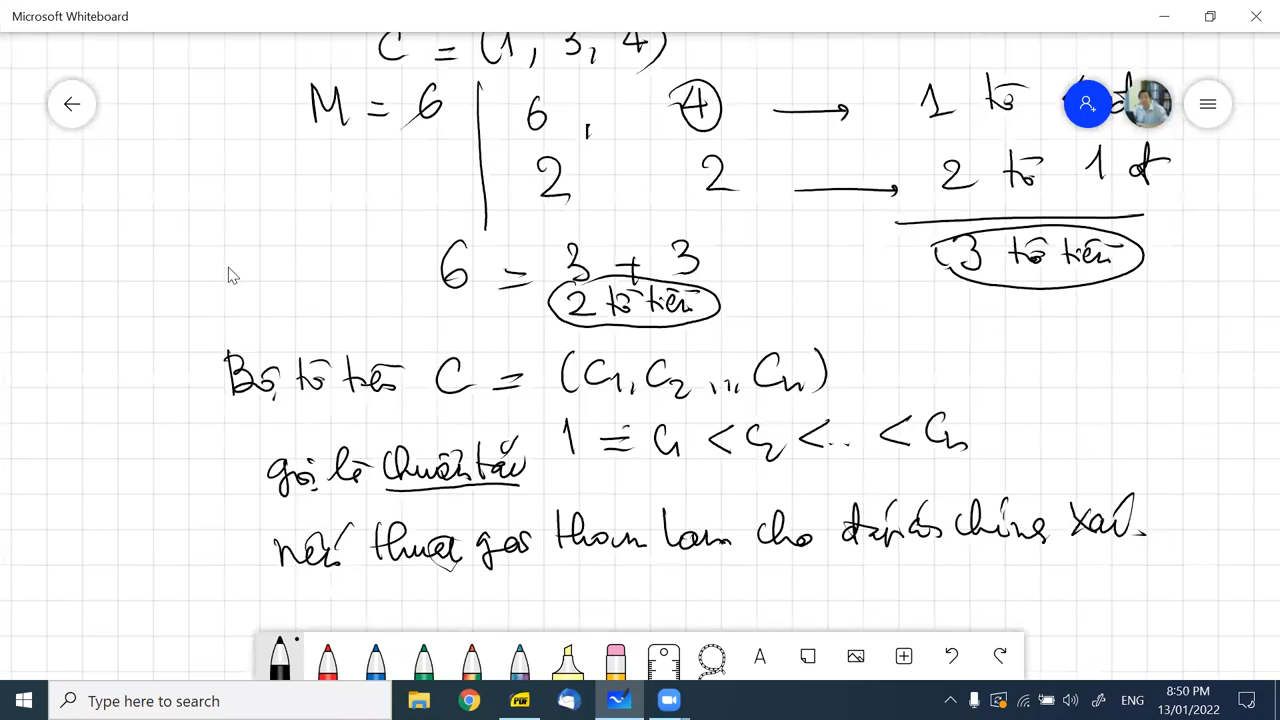 Microsoft Whiteboard
C = (1, 3, 4)
M = 6 6, 4 → 1 tờ đ
2 2 → 2 tờ 1 đ
3 tờ tiền
6 = 3 + 3
2 tờ tiền
Bộ tờ tiền C = (C1, C2, ..., Cn)
1 = C1 < C2 < .. < Cn
gọi là chuẩn tắc
nếu thuật giải tham lam cho đáp án chính xác.
A
Type here to search
PDF
ENG
8:50 PM
13/01/2022